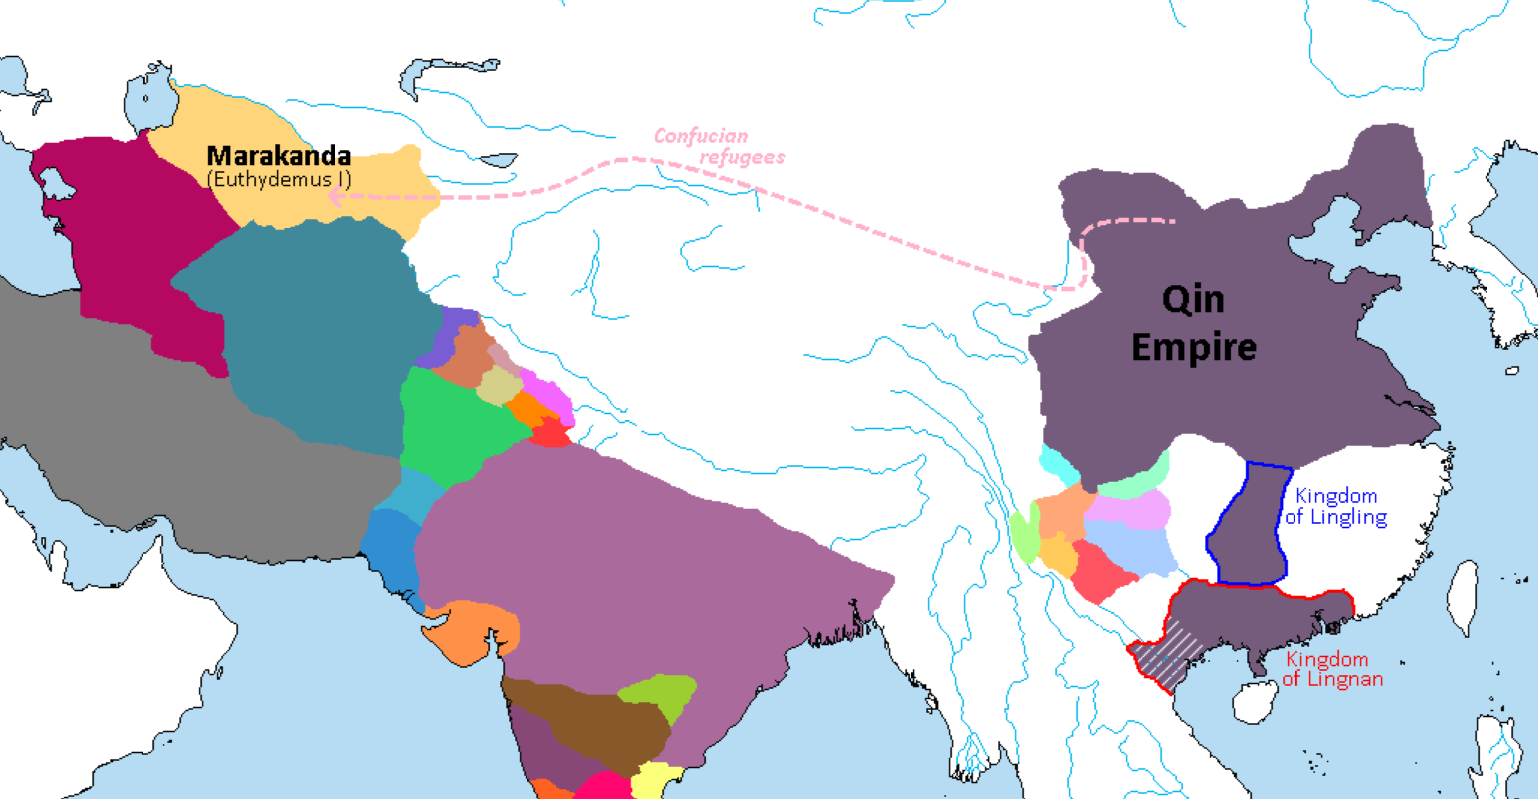 Confucian
refugees
Marakanda
(Euthydemus I)
Qin
Empire
Kingdom
of Lingling
Kingdom
of Lingnan